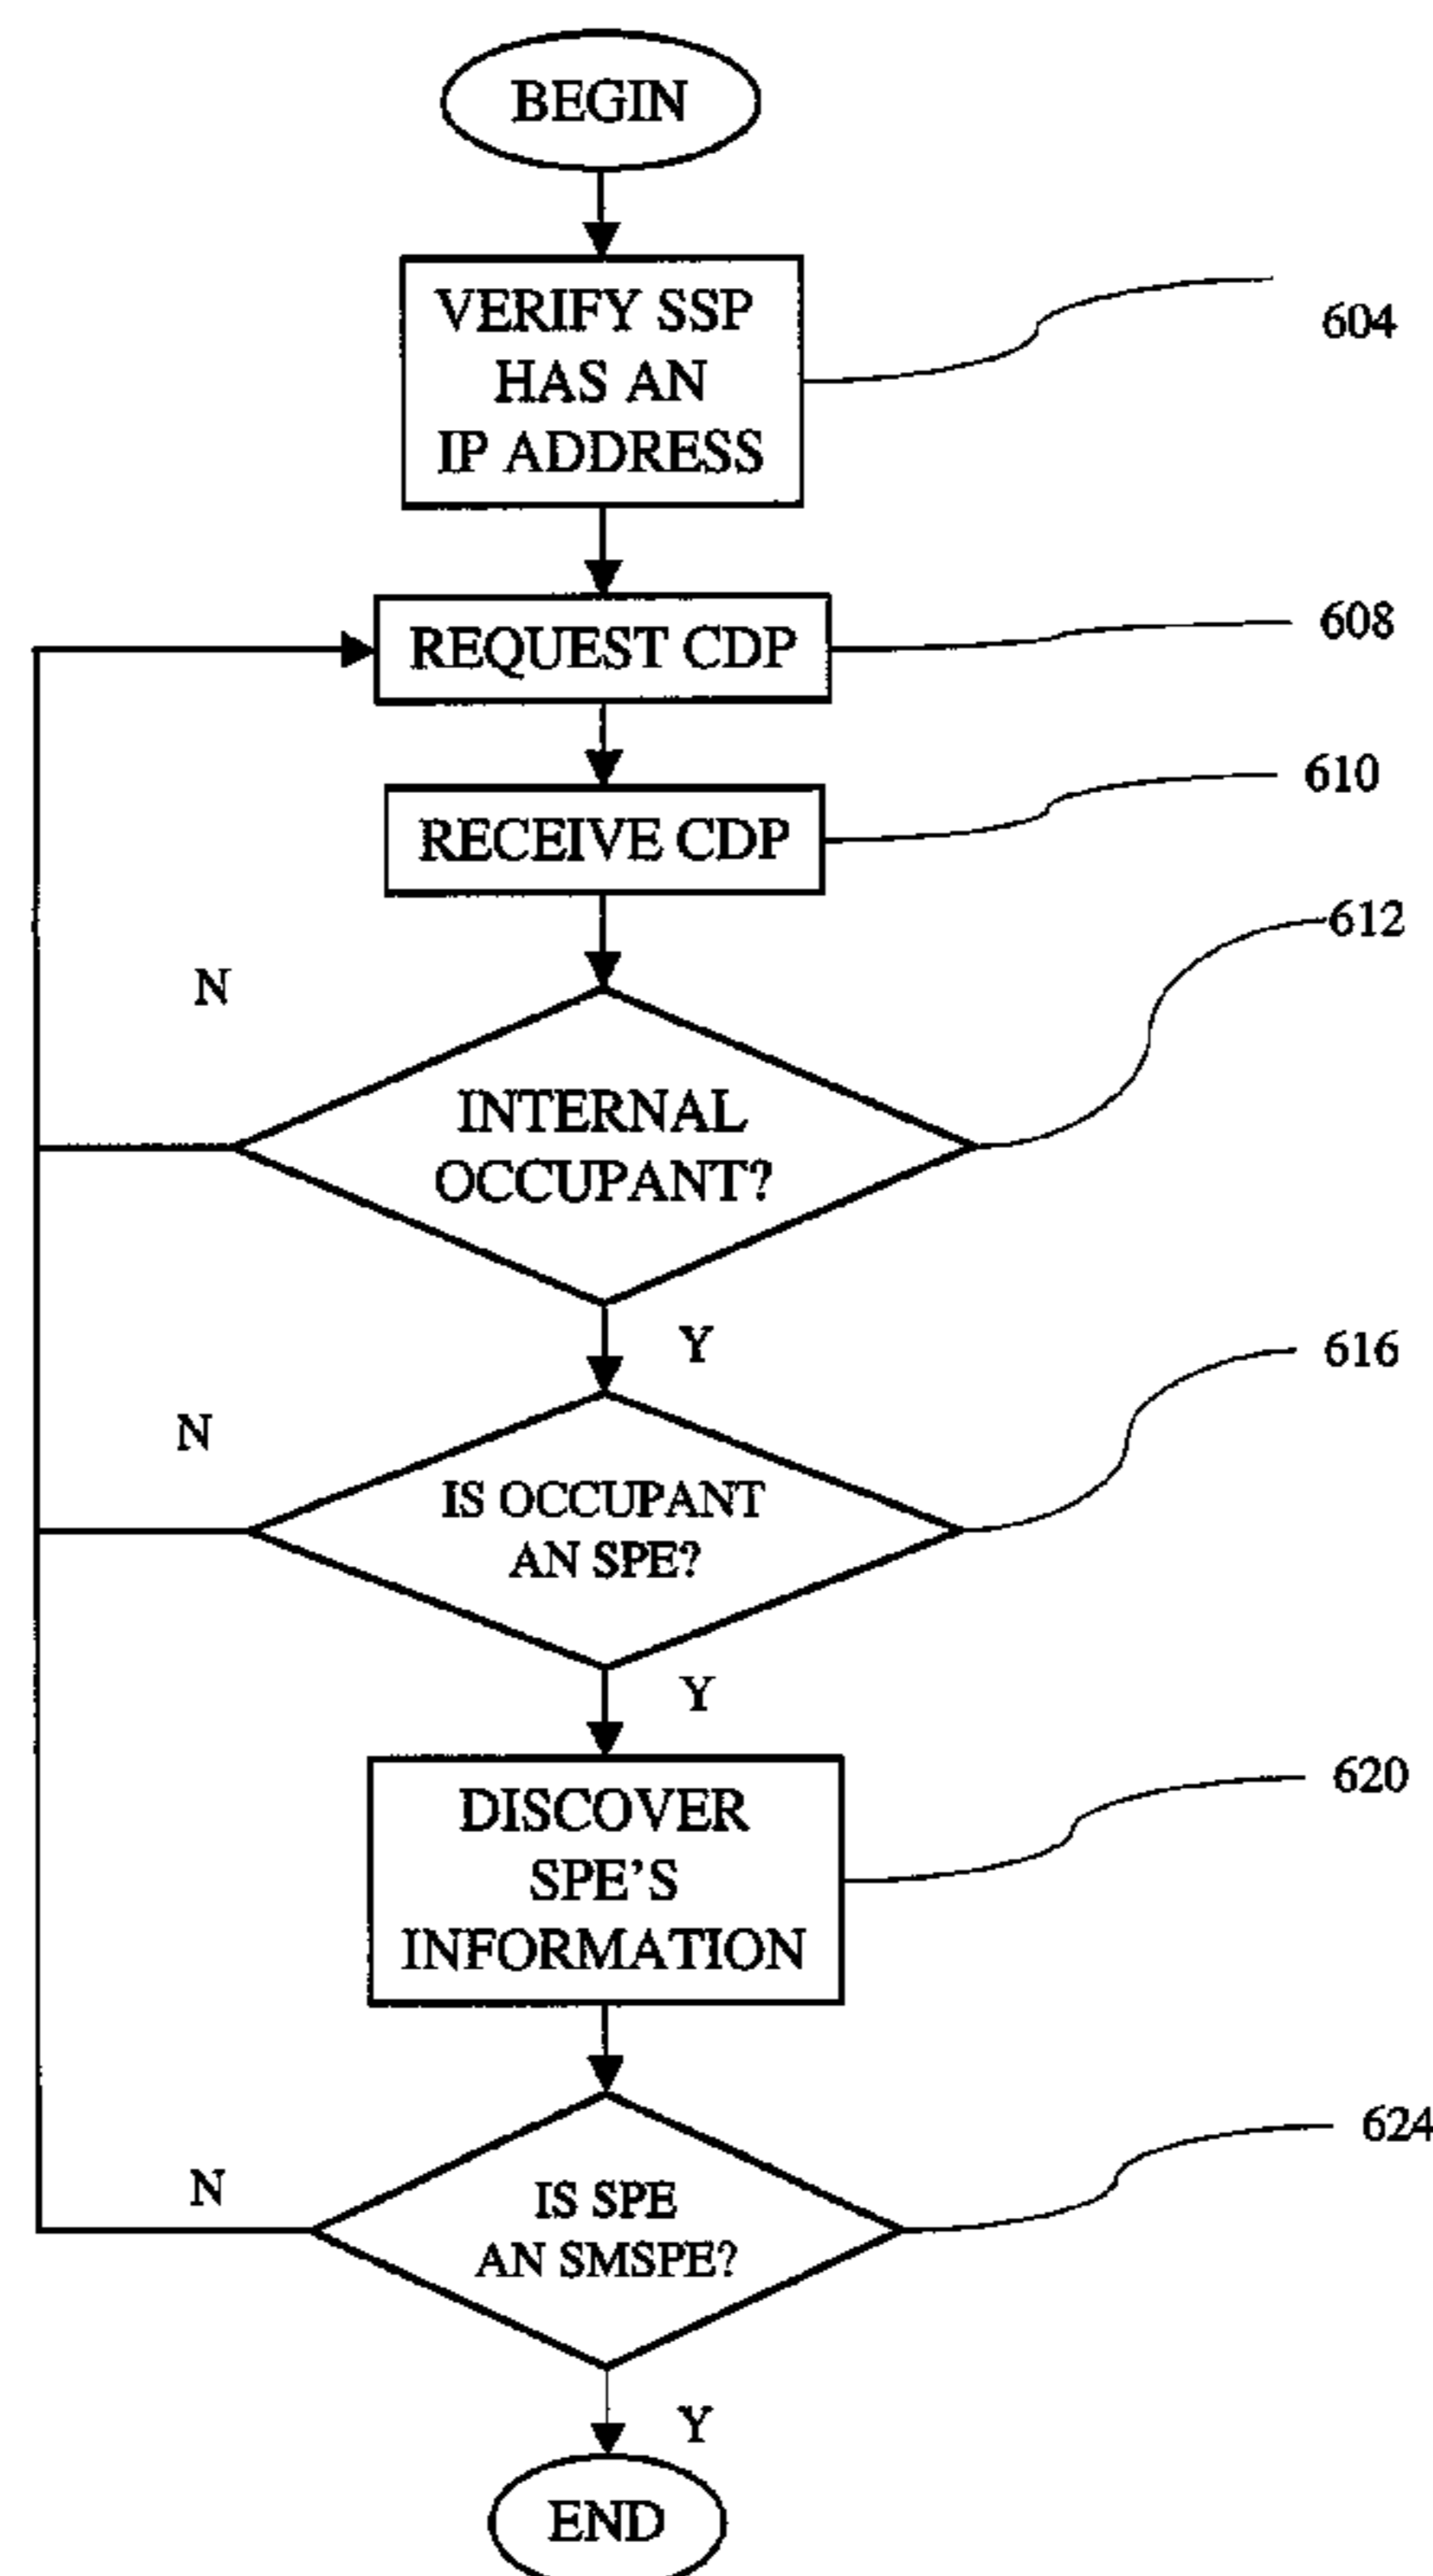 BEGIN
VERIFY SSP
HAS AN
IP ADDRESS
604
REQUEST CDP
608
RECEIVE CDP
610
612
N
INTERNAL
OCCUPANT?
Y
616
N
IS OCCUPANT
AN SPE?
Y
620
DISCOVER
SPE'S
INFORMATION
624
N
IS SPE
AN SMSPE?
Y
END